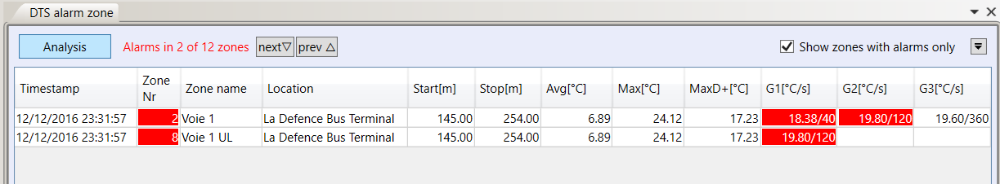 DTS alarm zone
Analysis Alarms in 2 of 12 zones next▽ prev △ Show zones with alarms only
Timestamp Zone Nr Zone name Location Start[m] Stop[m] Avg[°C] Max[°C] MaxD+[°C] G1[°C/s] G2[°C/s] G3[°C/s]
12/12/2016 23:31:57 2 Voie 1 La Defence Bus Terminal 145.00 254.00 6.89 24.12 17.23 18.38/40 19.80/120 19.60/360
12/12/2016 23:31:57 8 Voie 1 UL La Defence Bus Terminal 145.00 254.00 6.89 24.12 17.23 19.80/120